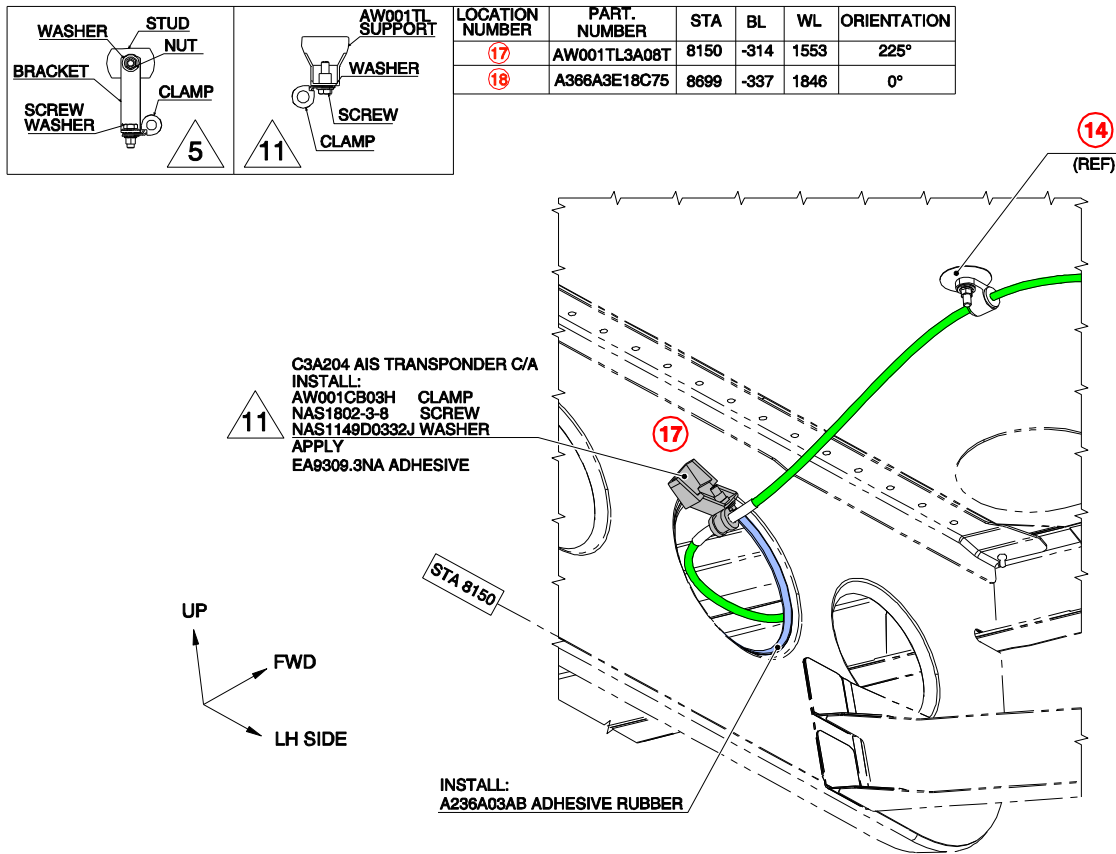 WASHER
STUD
NUT
BRACKET
SCREW
WASHER
CLAMP
5
AW001TL
SUPPORT
WASHER
SCREW
CLAMP
11
LOCATION NUMBER PART. NUMBER STA BL WL ORIENTATION
17 AW001TL3A08T 8150 -314 1553 225°
18 A366A3E18C75 8699 -337 1846 0°
14
(REF)
C3A204 AIS TRANSPONDER C/A
INSTALL:
AW001CB03H CLAMP
NAS1802-3-8 SCREW
NAS1149D0332J WASHER
APPLY
EA9309.3NA ADHESIVE
11
17
STA 8150
UP
FWD
LH SIDE
INSTALL:
A236A03AB ADHESIVE RUBBER